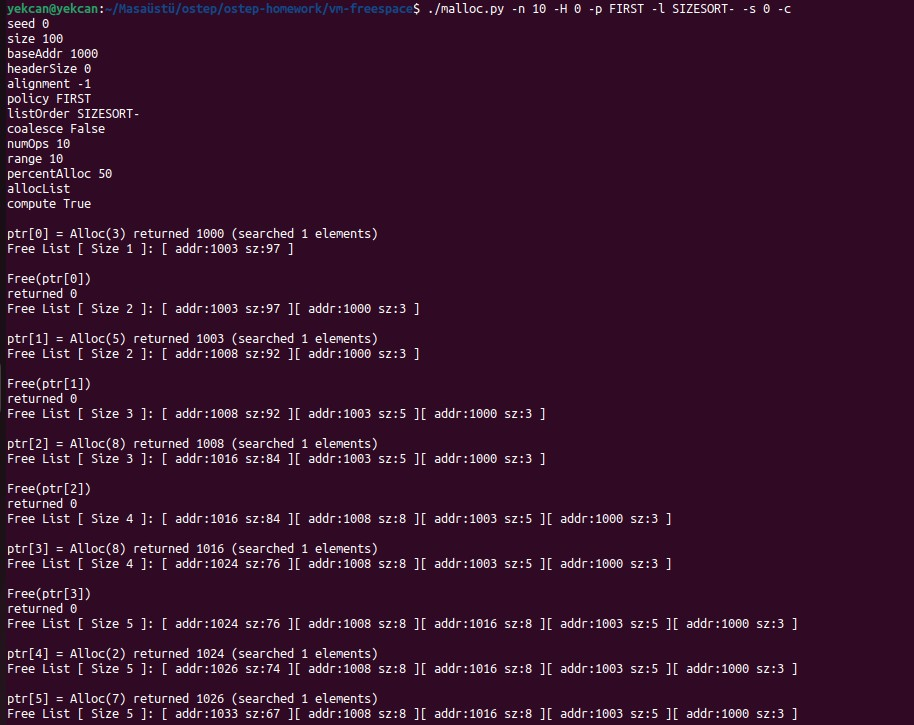 yekcan@yekcan:~/Masaüstü/ostep/ostep-homework/vm-freespace$ ./malloc.py -n 10 -H 0 -p FIRST -l SIZESORT- -s 0 -c
seed 0
size 100
baseAddr 1000
headerSize 0
alignment -1
policy FIRST
listOrder SIZESORT-
coalesce False
numOps 10
range 10
percentAlloc 50
allocList
compute True
ptr[0] = Alloc(3) returned 1000 (searched 1 elements)
Free List [ Size 1 ]: [ addr:1003 sz:97 ]
Free(ptr[0])
returned 0
Free List [ Size 2 ]: [ addr:1003 sz:97 ][ addr:1000 sz:3 ]
ptr[1] = Alloc(5) returned 1003 (searched 1 elements)
Free List [ Size 2 ]: [ addr:1008 sz:92 ][ addr:1000 sz:3 ]
Free(ptr[1])
returned 0
Free List [ Size 3 ]: [ addr:1008 sz:92 ][ addr:1003 sz:5 ][ addr:1000 sz:3 ]
ptr[2] = Alloc(8) returned 1008 (searched 1 elements)
Free List [ Size 3 ]: [ addr:1016 sz:84 ][ addr:1003 sz:5 ][ addr:1000 sz:3 ]
Free(ptr[2])
returned 0
Free List [ Size 4 ]: [ addr:1016 sz:84 ][ addr:1008 sz:8 ][ addr:1003 sz:5 ][ addr:1000 sz:3 ]
ptr[3] = Alloc(8) returned 1016 (searched 1 elements)
Free List [ Size 4 ]: [ addr:1024 sz:76 ][ addr:1008 sz:8 ][ addr:1003 sz:5 ][ addr:1000 sz:3 ]
Free(ptr[3])
returned 0
Free List [ Size 5 ]: [ addr:1024 sz:76 ][ addr:1008 sz:8 ][ addr:1016 sz:8 ][ addr:1003 sz:5 ][ addr:1000 sz:3 ]
ptr[4] = Alloc(2) returned 1024 (searched 1 elements)
Free List [ Size 5 ]: [ addr:1026 sz:74 ][ addr:1008 sz:8 ][ addr:1016 sz:8 ][ addr:1003 sz:5 ][ addr:1000 sz:3 ]
ptr[5] = Alloc(7) returned 1026 (searched 1 elements)
Free List [ Size 5 ]: [ addr:1033 sz:67 ][ addr:1008 sz:8 ][ addr:1016 sz:8 ][ addr:1003 sz:5 ][ addr:1000 sz:3 ]